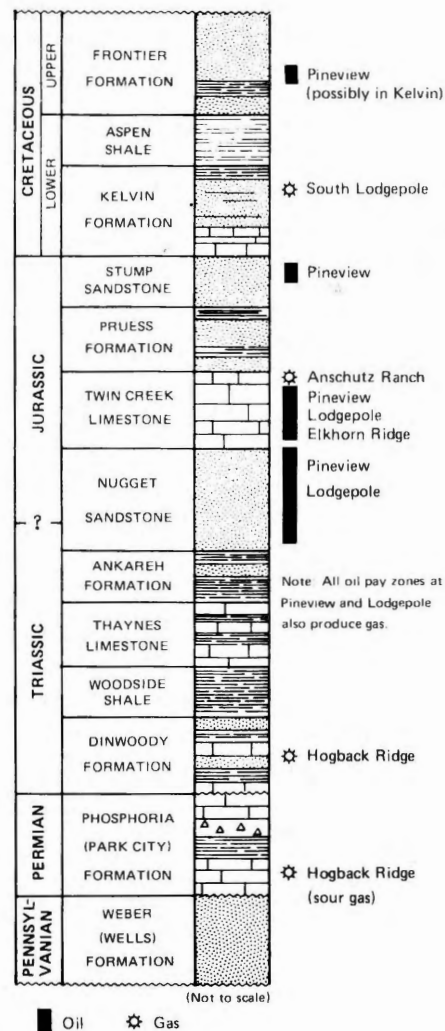 CRETACEOUS
UPPER
LOWER
FRONTIER
FORMATION
Pineview
(possibly in Kelvin)
ASPEN
SHALE
KELVIN
FORMATION
South Lodgepole
JURASSIC
STUMP
SANDSTONE
Pineview
PRUESS
FORMATION
Anschutz Ranch
TWIN CREEK
LIMESTONE
Pineview
Lodgepole
Elkhorn Ridge
NUGGET
SANDSTONE
Pineview
Lodgepole
?
TRIASSIC
ANKAREH
FORMATION
Note: All oil pay zones at
Pineview and Lodgepole
also produce gas.
THAYNES
LIMESTONE
WOODSIDE
SHALE
DINWOODY
FORMATION
Hogback Ridge
PERMIAN
PHOSPHORIA
(PARK CITY)
FORMATION
Hogback Ridge
(sour gas)
PENNSYL-
VANIAN
WEBER
(WELLS)
FORMATION
(Not to scale)
Oil
Gas